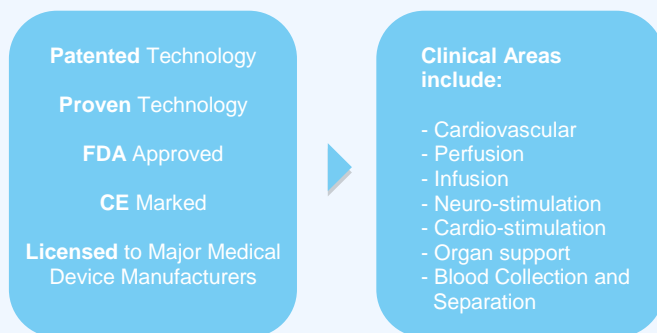 Patented Technology
Proven Technology
FDA Approved
CE Marked
Licensed to Major Medical
Device Manufacturers
Clinical Areas
include:
- Cardiovascular
- Perfusion
- Infusion
- Neuro-stimulation
- Cardio-stimulation
- Organ support
- Blood Collection and
Separation